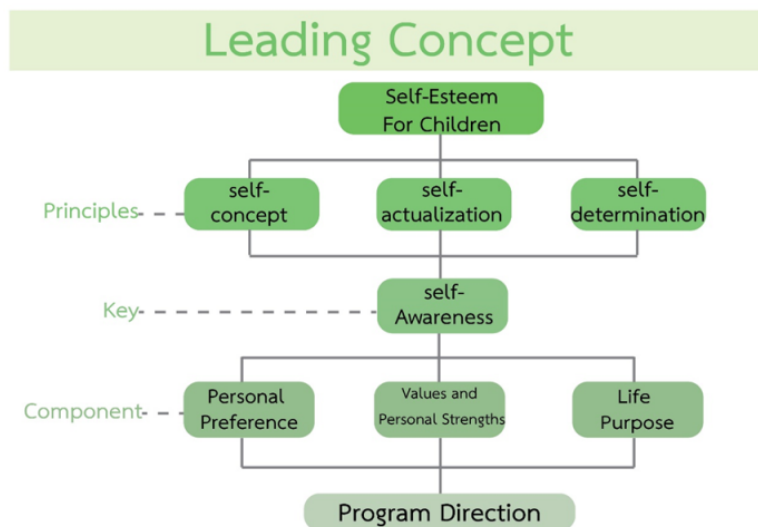 Leading Concept
Self-Esteem
For Children
Principles
self-
concept
self-
actualization
self-
determination
Key
self-
Awareness
Component
Personal
Preference
Values and
Personal Strengths
Life
Purpose
Program Direction